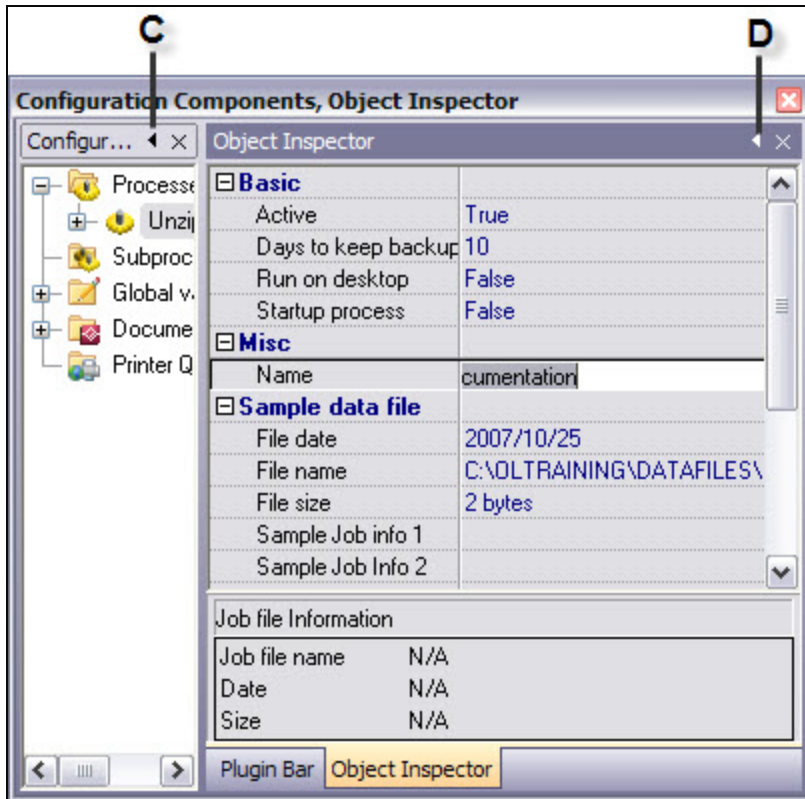 C D
Configuration Components, Object Inspector
Configur...
Object Inspector
Processe
Unzip
Subproc
Global va
Docume
Printer Q
Basic
Active True
Days to keep backup 10
Run on desktop False
Startup process False
Misc
Name cumentation
Sample data file
File date 2007/10/25
File name C:\OLTRAINING\DATAFILES\
File size 2 bytes
Sample Job info 1
Sample Job Info 2
Job file Information
Job file name N/A
Date N/A
Size N/A
Plugin Bar Object Inspector